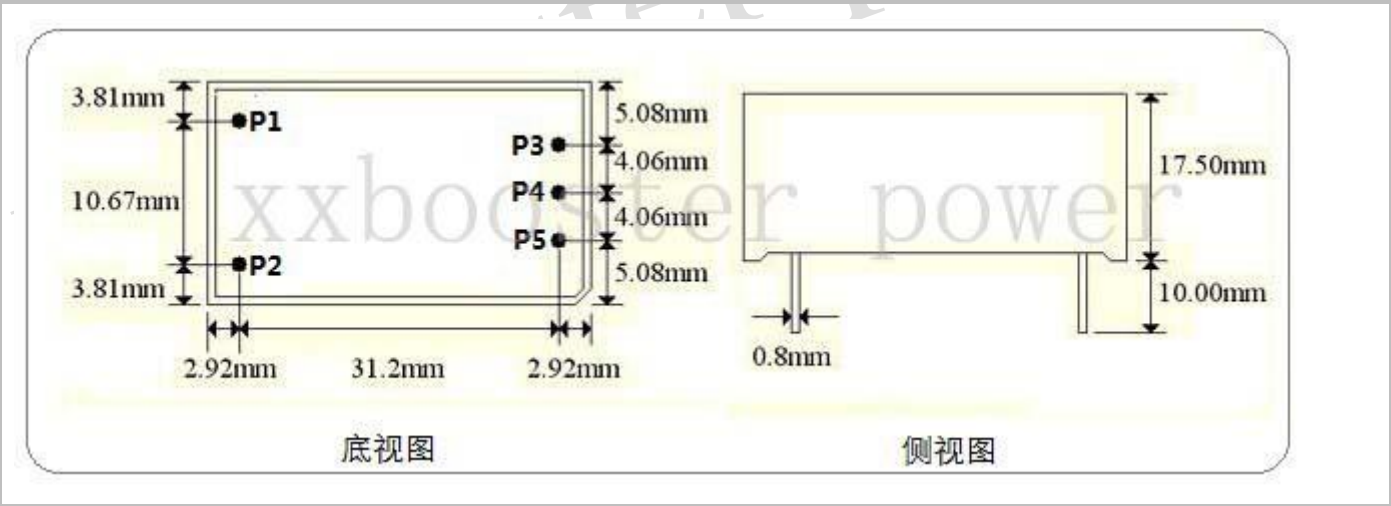 3.81mm
P1
5.08mm
P3
4.06mm
17.50mm
10.67mm
P4
xxbooster power
4.06mm
P5
P2
3.81mm
5.08mm
10.00mm
0.8mm
2.92mm 31.2mm 2.92mm
底视图 侧视图